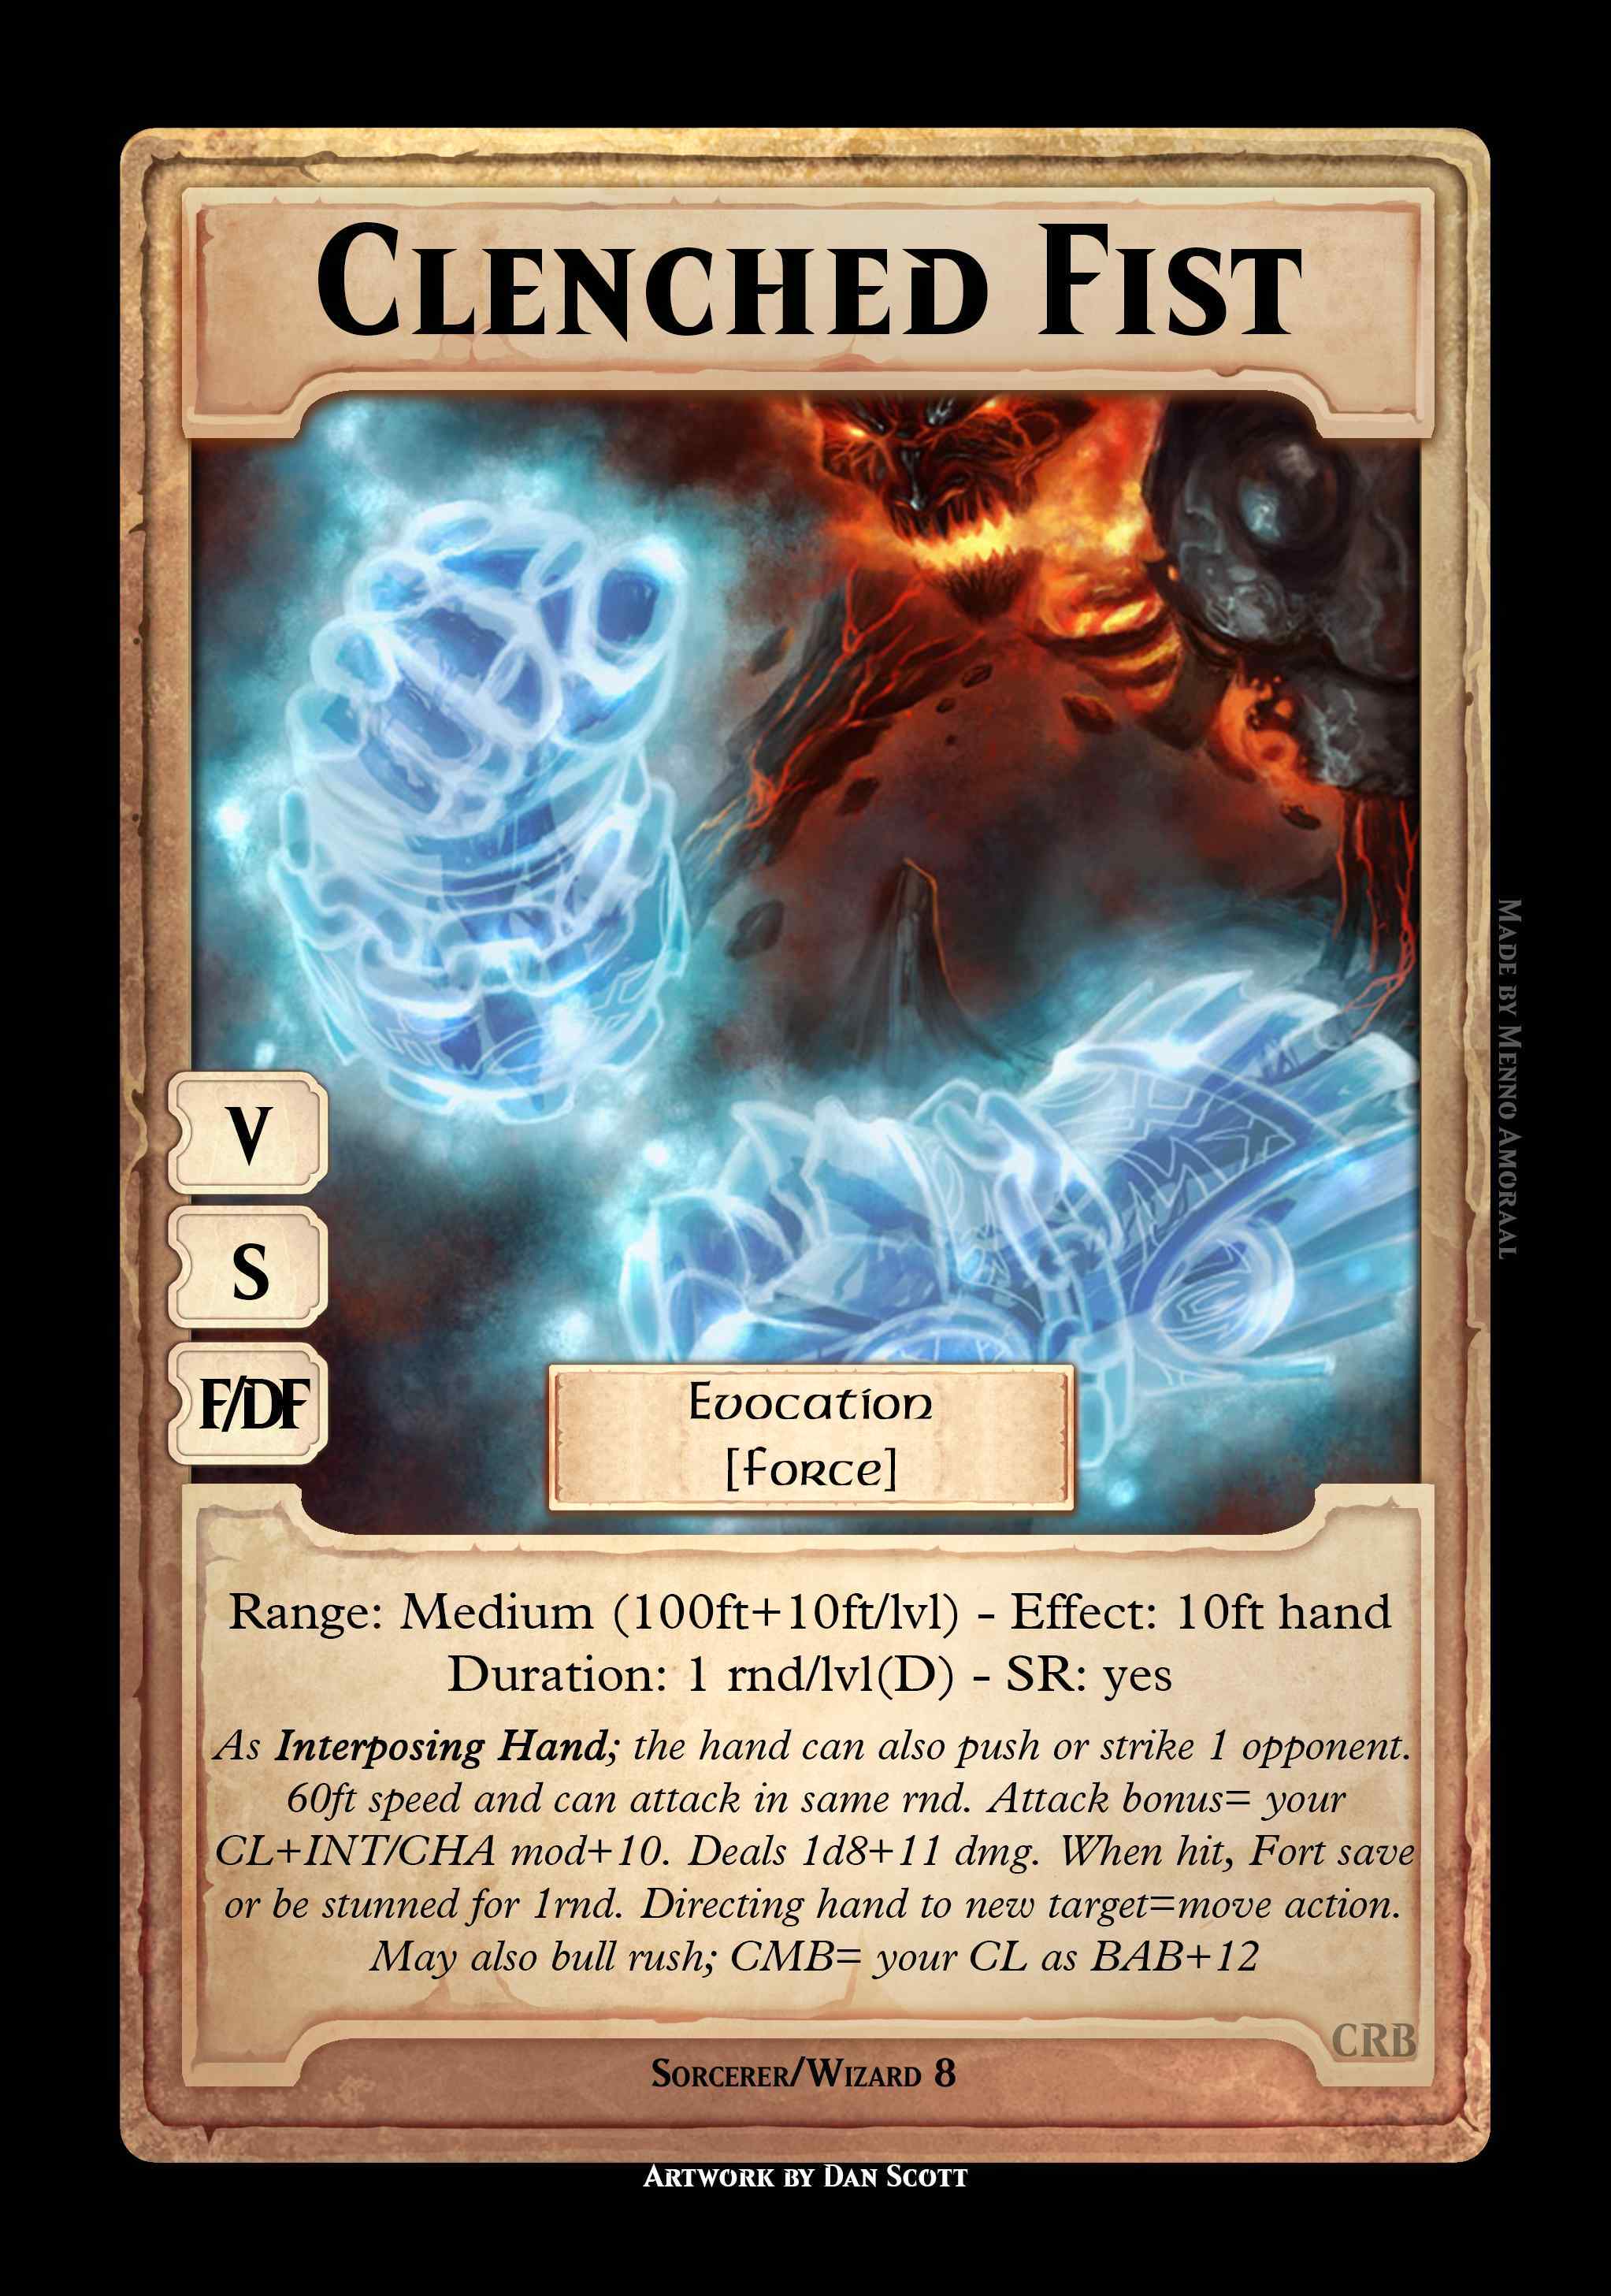 Clenched Fist
V
S
F/DF
Evocation
[Force]
Range: Medium (100ft+10ft/lvl) - Effect: 10ft hand
Duration: 1 rnd/lvl(D) - SR: yes
As Interposing Hand; the hand can also push or strike 1 opponent.
60ft speed and can attack in same rnd. Attack bonus= your
CL+INT/CHA mod+10. Deals 1d8+11 dmg. When hit, Fort save
or be stunned for 1rnd. Directing hand to new target=move action.
May also bull rush; CMB= your CL as BAB+12
CRB
Sorcerer/Wizard 8
Artwork by Dan Scott
Made by Menno Amoraal